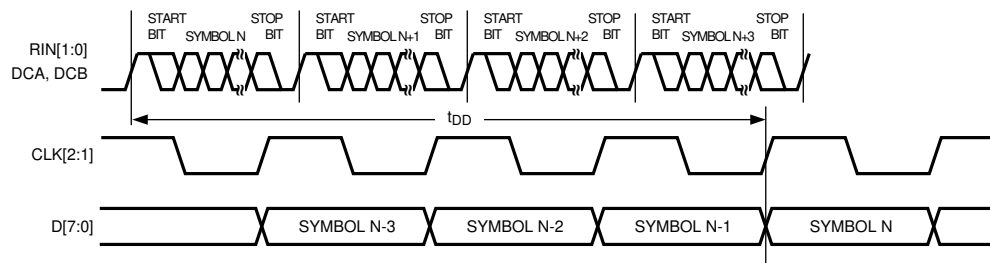 START STOP START STOP START STOP START STOP
BIT SYMBOL N BIT BIT SYMBOL N+1 BIT BIT SYMBOL N+2 BIT BIT SYMBOL N+3 BIT
RIN[1:0]
DCA, DCB
tDD
CLK[2:1]
D[7:0] SYMBOL N-3 SYMBOL N-2 SYMBOL N-1 SYMBOL N